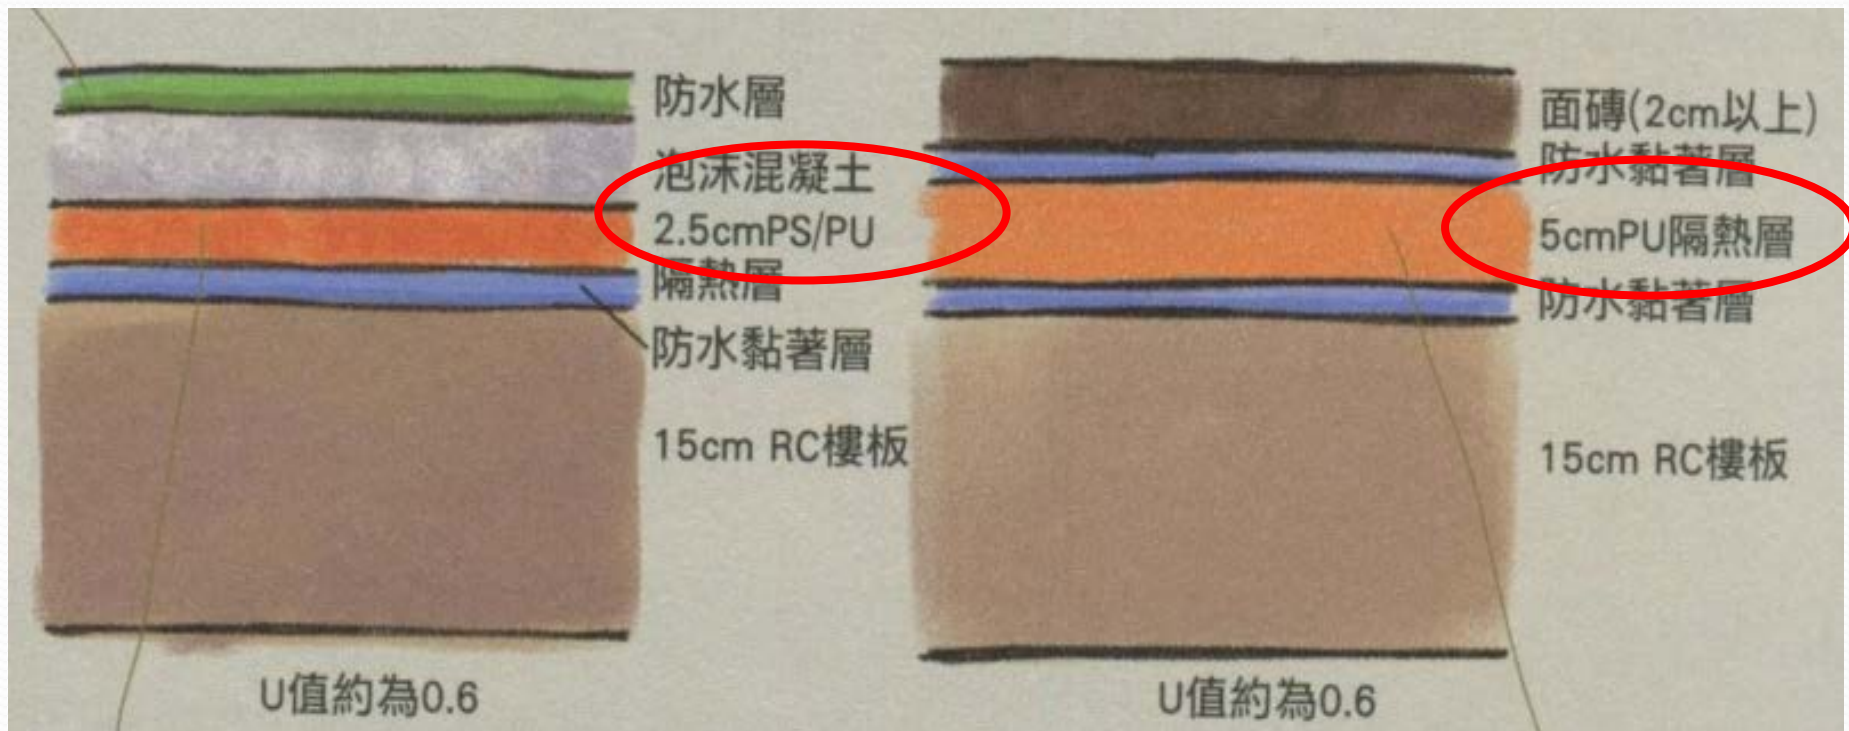 防水層
泡沫混凝土
2.5cmPS/PU
隔熱層
防水黏著層
15cm RC樓板
U值約為0.6
面磚(2cm以上)
防水黏著層
5cmPU隔熱層
防水黏著層
15cm RC樓板
U值約為0.6